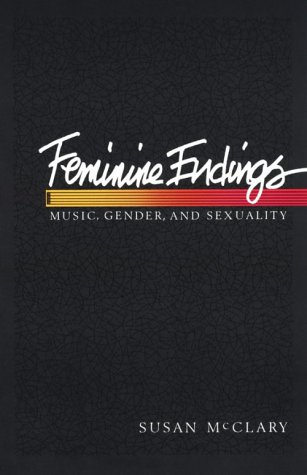 Feminine Endings
MUSIC, GENDER, AND SEXUALITY
SUSAN McCLARY